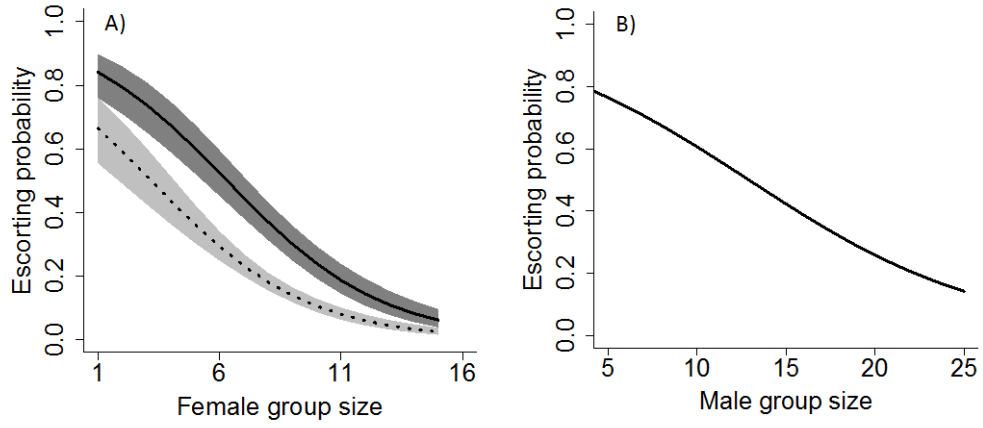 A)
Escorting probability
1.0
0.8
0.6
0.4
0.2
0.0
1 6 11 16
Female group size
B)
Escorting probability
1.0
0.8
0.6
0.4
0.2
0.0
5 10 15 20 25
Male group size